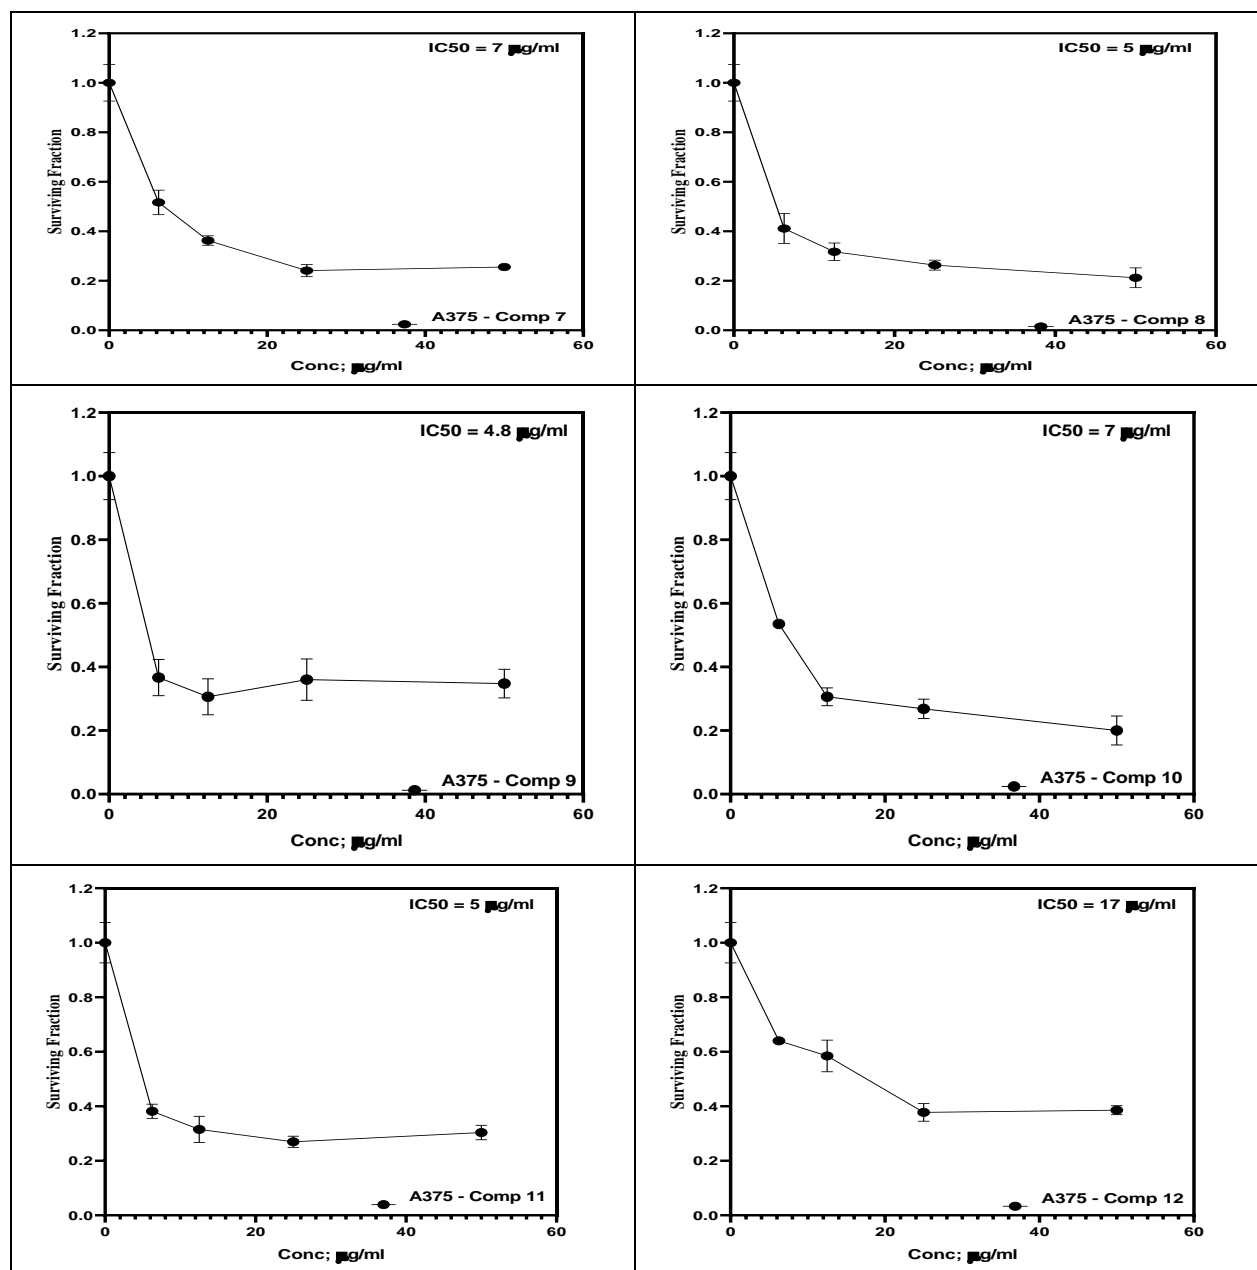 1.2
IC50 = 7 µg/ml
1.0
0.8
Surviving Fraction
0.6
0.4
0.2
0.0
A375 - Comp 7
0 20 40 60
Conc; µg/ml
1.2
IC50 = 5 µg/ml
1.0
0.8
Surviving Fraction
0.6
0.4
0.2
0.0
A375 - Comp 8
0 20 40 60
Conc; µg/ml
1.2
IC50 = 4.8 µg/ml
1.0
0.8
Surviving Fraction
0.6
0.4
0.2
0.0
A375 - Comp 9
0 20 40 60
Conc; µg/ml
1.2
IC50 = 7 µg/ml
1.0
0.8
Surviving Fraction
0.6
0.4
0.2
0.0
A375 - Comp 10
0 20 40 60
Conc; µg/ml
1.2
IC50 = 5 µg/ml
1.0
0.8
Surviving Fraction
0.6
0.4
0.2
0.0
A375 - Comp 11
0 20 40 60
Conc; µg/ml
1.2
IC50 = 17 µg/ml
1.0
0.8
Surviving Fraction
0.6
0.4
0.2
0.0
A375 - Comp 12
0 20 40 60
Conc; µg/ml